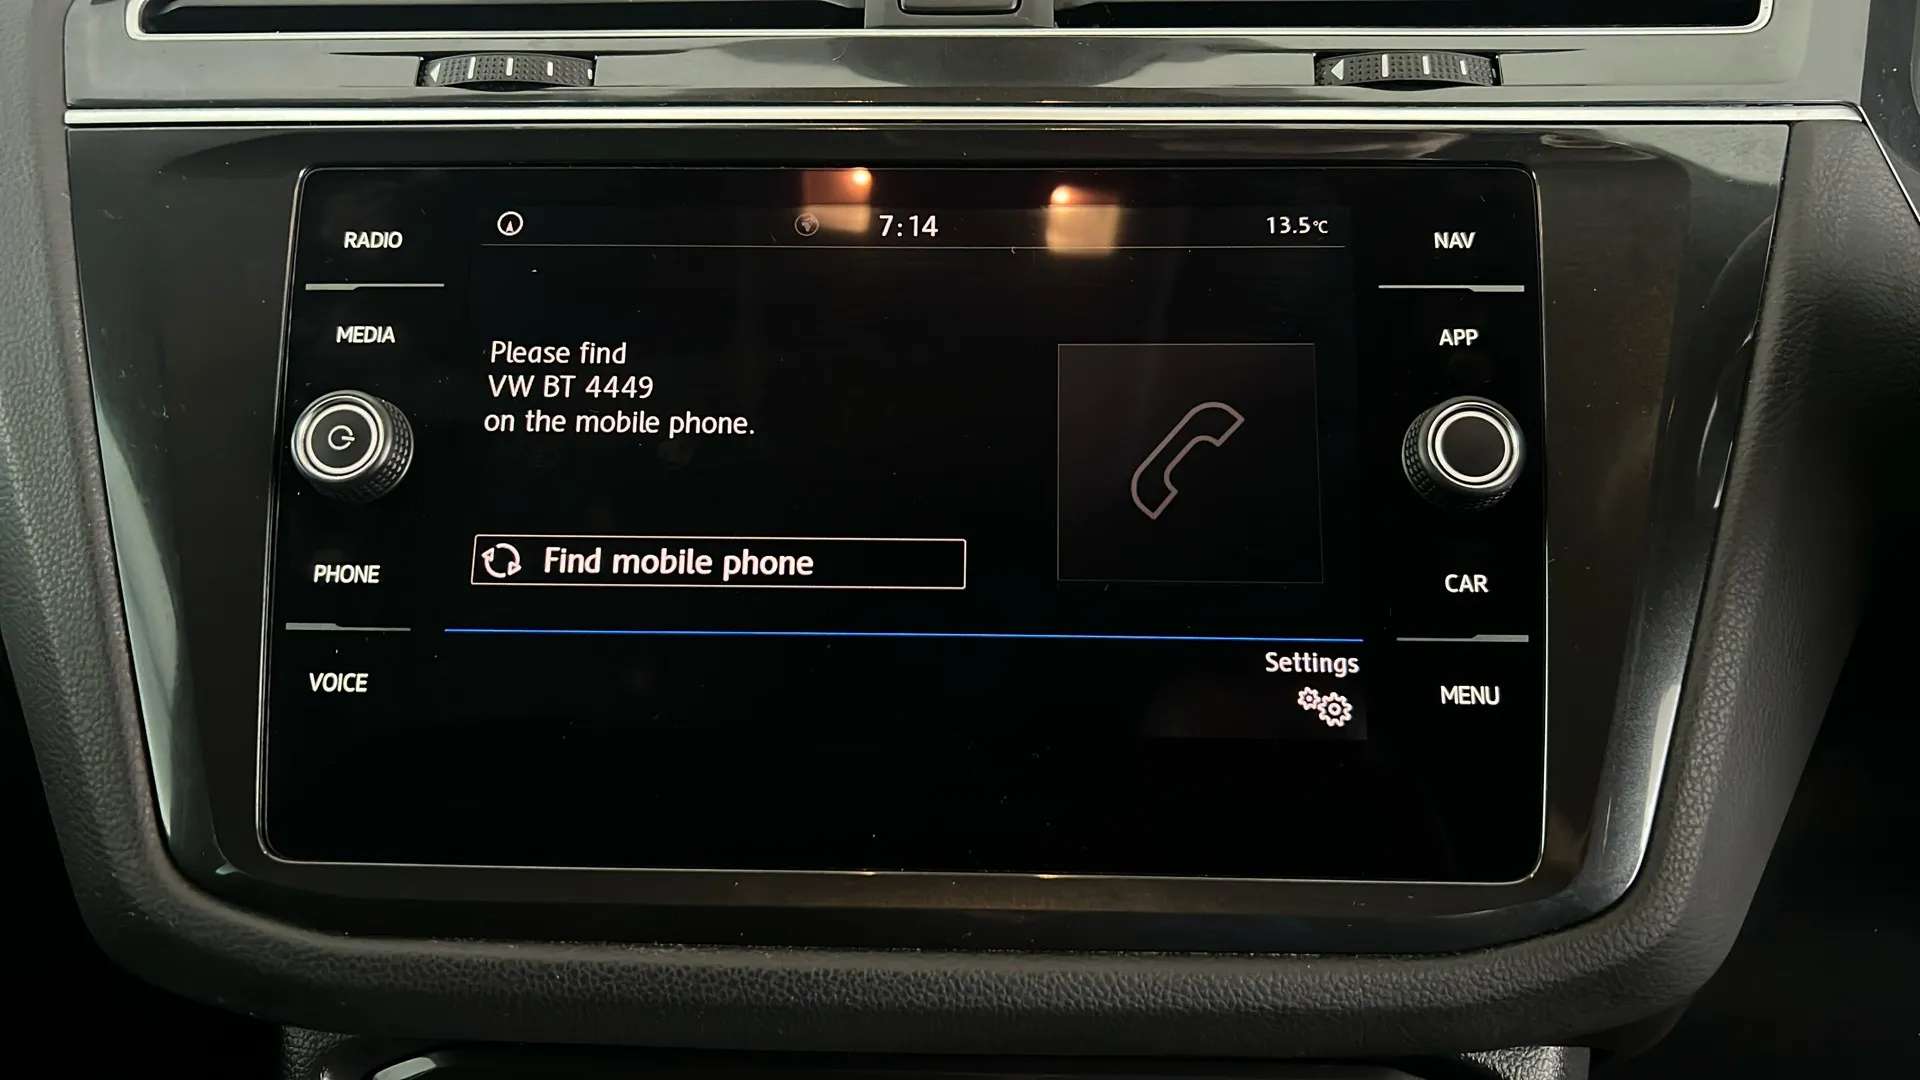 RADIO
MEDIA
PHONE
VOICE
7:14
13.5°C
Please find
VW BT 4449
on the mobile phone.
Find mobile phone
Settings
NAV
APP
CAR
MENU